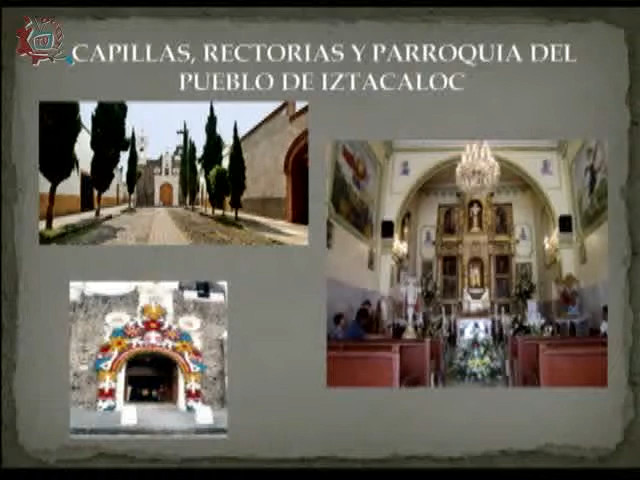 CAPILLAS, RECTORIAS Y PARROQUIA DEL
PUEBLO DE IZTACALOC